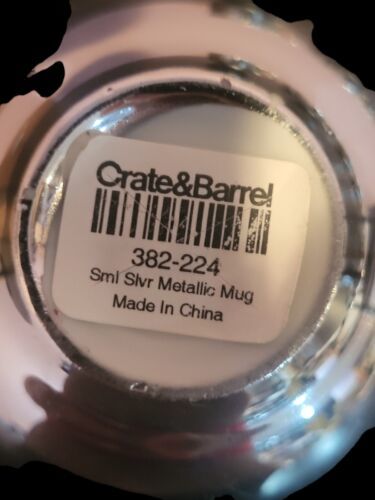 Crate&Barrel
382-224
Sml Slvr Metallic Mug
Made In China